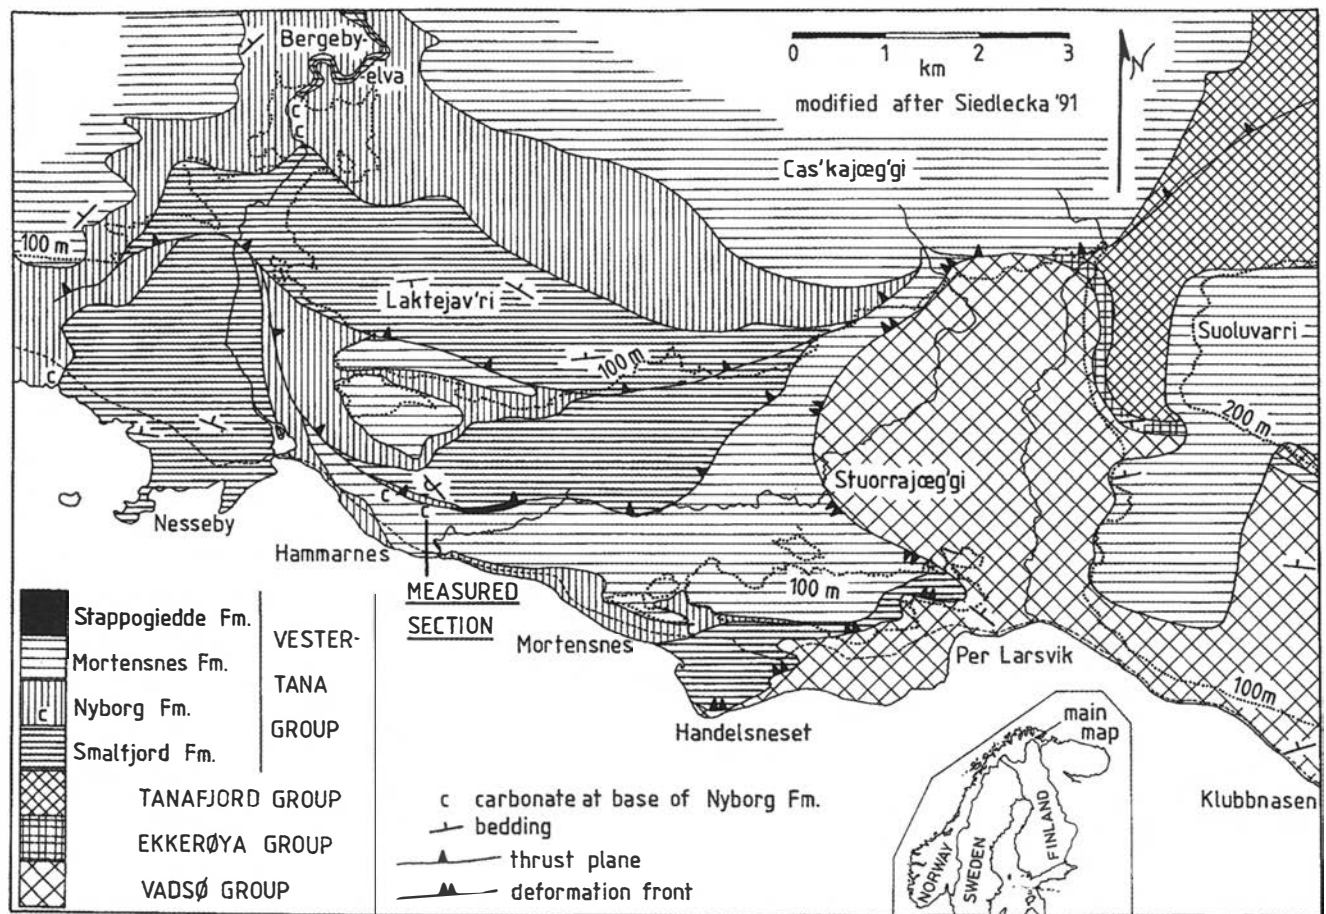 Bergeby-
elva
c
c
0 1 2 3
km
modified after Siedlecka '91
N
Cas'kajœg'gi
100 m
Laktejav'ri
100 m
Suoluvarri
200 m
c
Stuorrajœg'gi
c
c
Nesseby
Hammarnes
MEASURED
SECTION
100 m
Mortensnes
Per Larsvik
100m
Handelsneset
Klubbnasen
Stappogiedde Fm.
Mortensnes Fm.
c
Nyborg Fm.
Smalfjord Fm.
VESTER-
TANA
GROUP
TANAFJORD GROUP
EKKERØYA GROUP
VADSØ GROUP
c carbonate at base of Nyborg Fm.
bedding
thrust plane
deformation front
main
map
NORWAY
SWEDEN
FINLAND